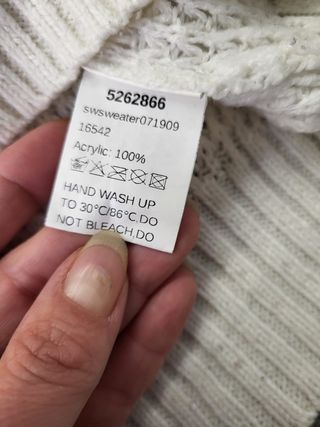 5262866
swsweater071909
16542
Acrylic: 100%
HAND WASH UP
TO 30°C/86°C,DO
NOT BLEACH,DO